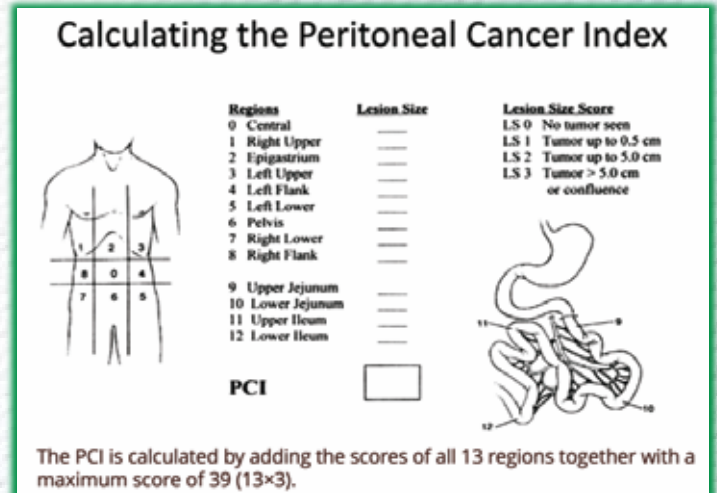 Calculating the Peritoneal Cancer Index
Regions
0 Central
1 Right Upper
2 Epigastrium
3 Left Upper
4 Left Flank
5 Left Lower
6 Pelvis
7 Right Lower
8 Right Flank
9 Upper Jejunum
10 Lower Jejunum
11 Upper Ileum
12 Lower Ileum
PCI
Lesion Size
Lesion Size Score
LS 0 No tumor seen
LS 1 Tumor up to 0.5 cm
LS 2 Tumor up to 5.0 cm
LS 3 Tumor > 5.0 cm
or confluence
1 2 3
8 0 4
7 6 5
11 9
10
12
The PCI is calculated by adding the scores of all 13 regions together with a
maximum score of 39 (13×3).